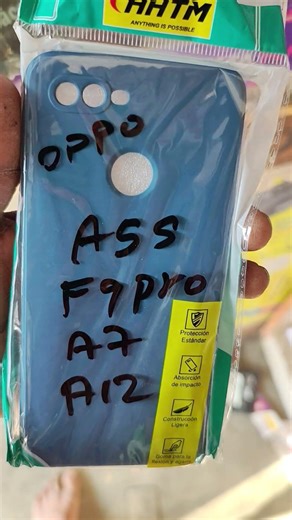 AHTM
ANYTHING IS POSSIBLE
OPPO
A5S
F9pro
A7
A12
Protección
Estándar
Absorción
de impacto
Construcción
Ligera